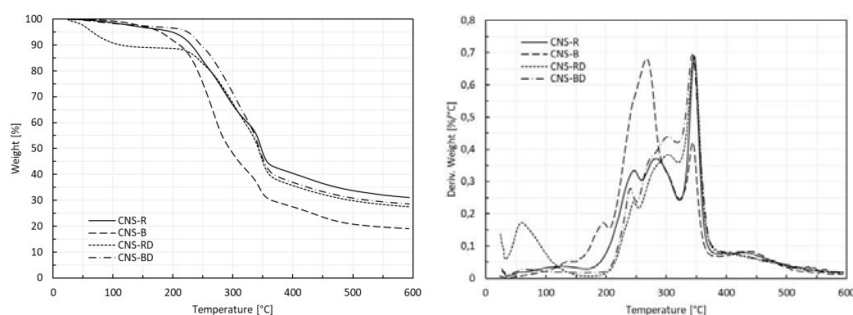 100
90
80
70
60
50
40
30
20
10
0
Weight [%]
CNS-R
CNS-B
CNS-RD
CNS-BD
0 100 200 300 400 500 600
Temperature [°C]
0,8
0,7
0,6
0,5
0,4
0,3
0,2
0,1
0
Deriv. Weight [%/°C]
CNS-R
CNS-B
CNS-RD
CNS-BD
0 100 200 300 400 500 600
Temperature [°C]